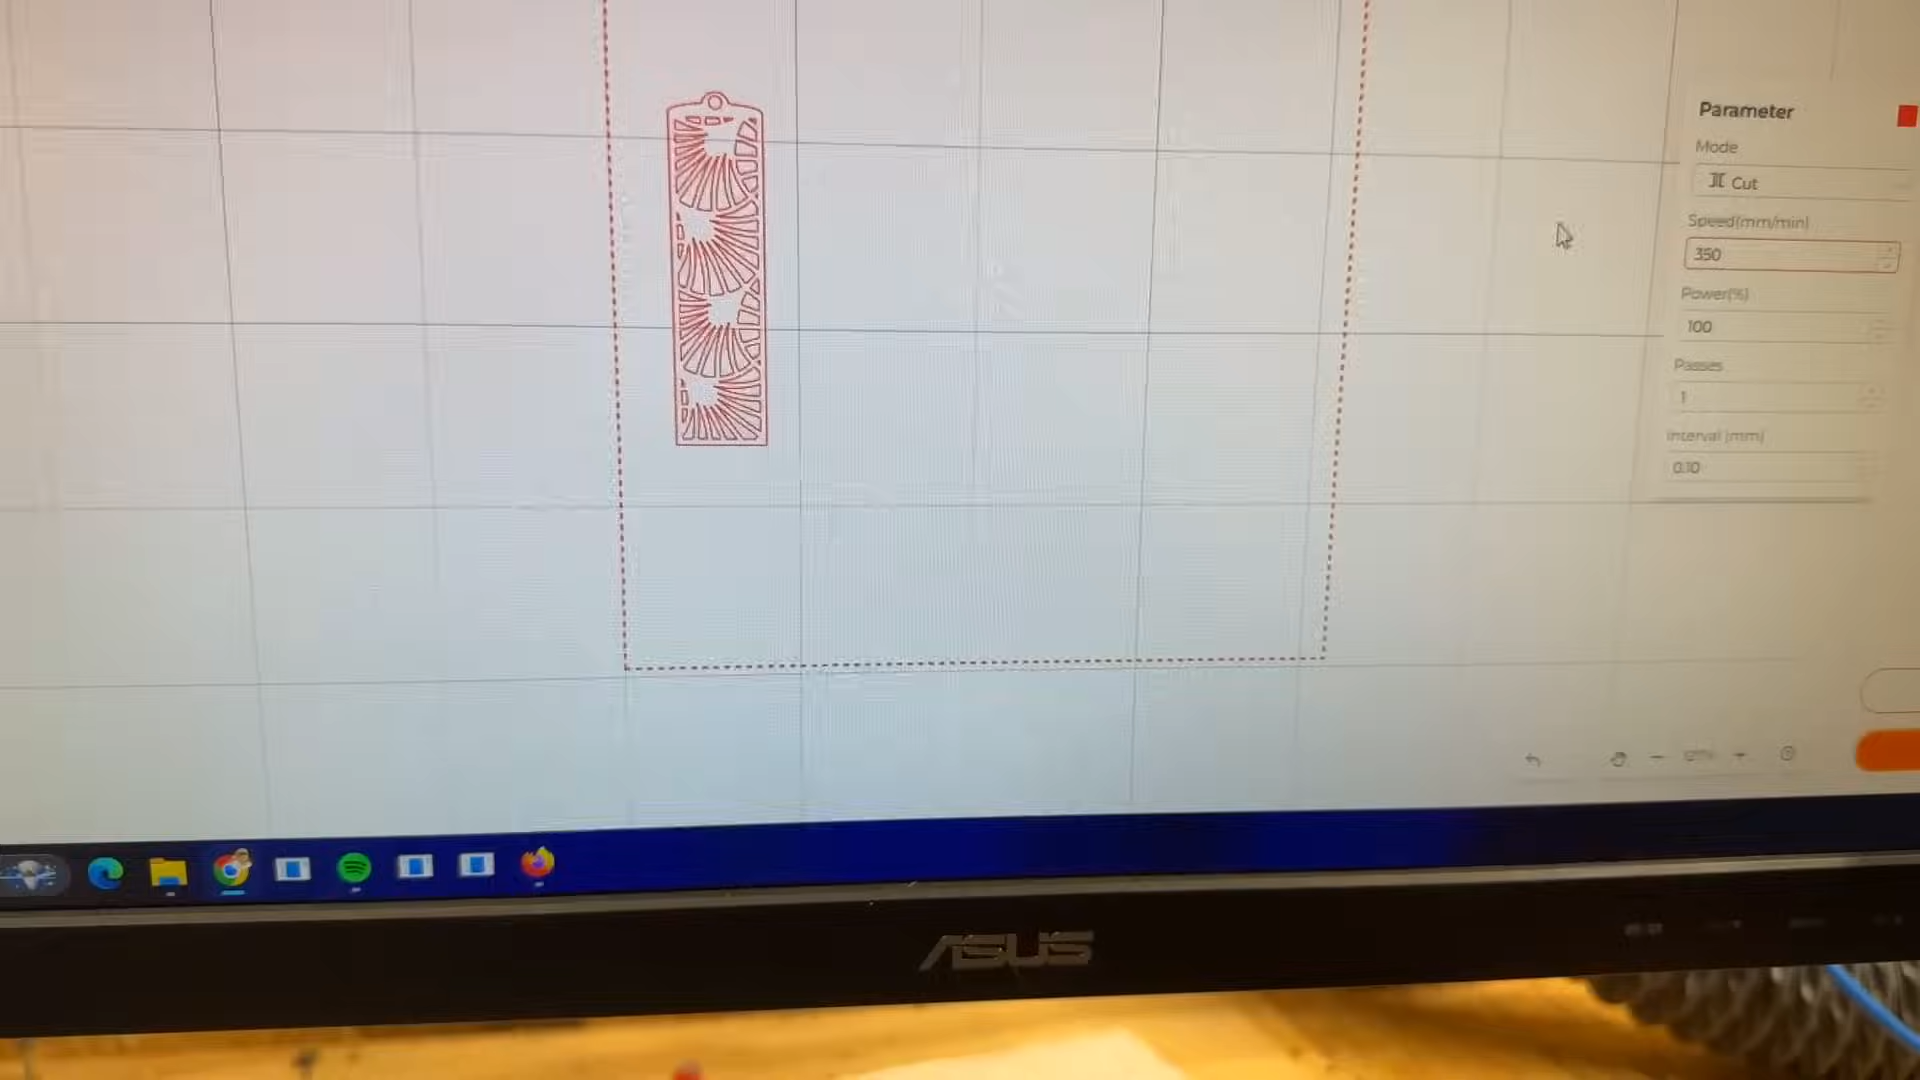 Parameter
Mode
Cut
Speed(mm/min)
350
Power(%)
100
Passes
1
Interval (mm)
0.10
ASUS